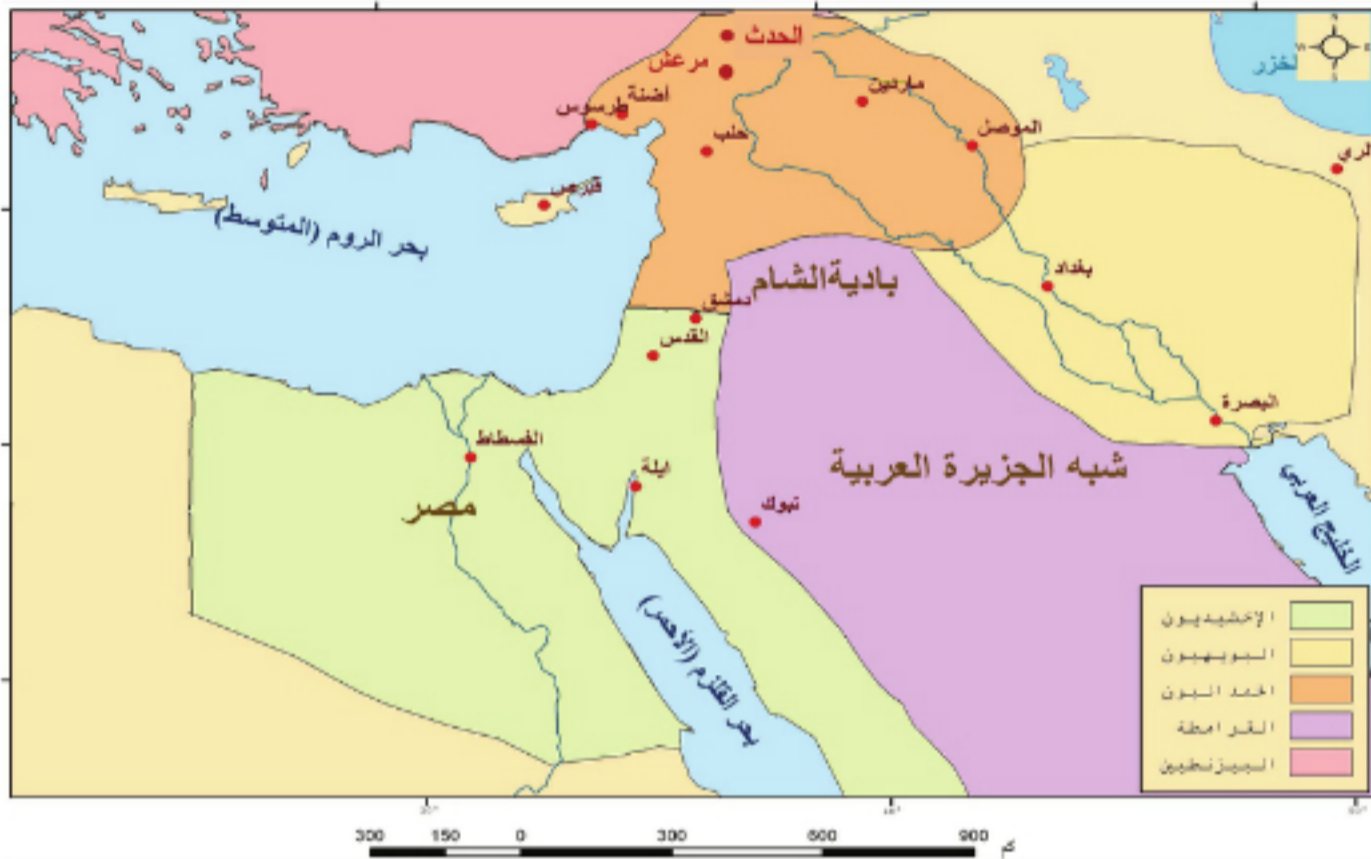 الحدث
مرعش
أضنة
طرسوس
ماردين
الموصل
حلب
الخزر
الري
قبرص
بحر الروم (المتوسط)
بغداد
بادية الشام
دمشق
القدس
البصرة
الفسطاط
ايلة
شبه الجزيرة العربية
تبوك
مصر
الخليج العربي
بحر القلزم (الأحمر)
الإخشيديون
البويهيون
الحمدانيون
القرامطة
البيزنطيين
N
W
E
S
300 150 0 300 600 900 كم